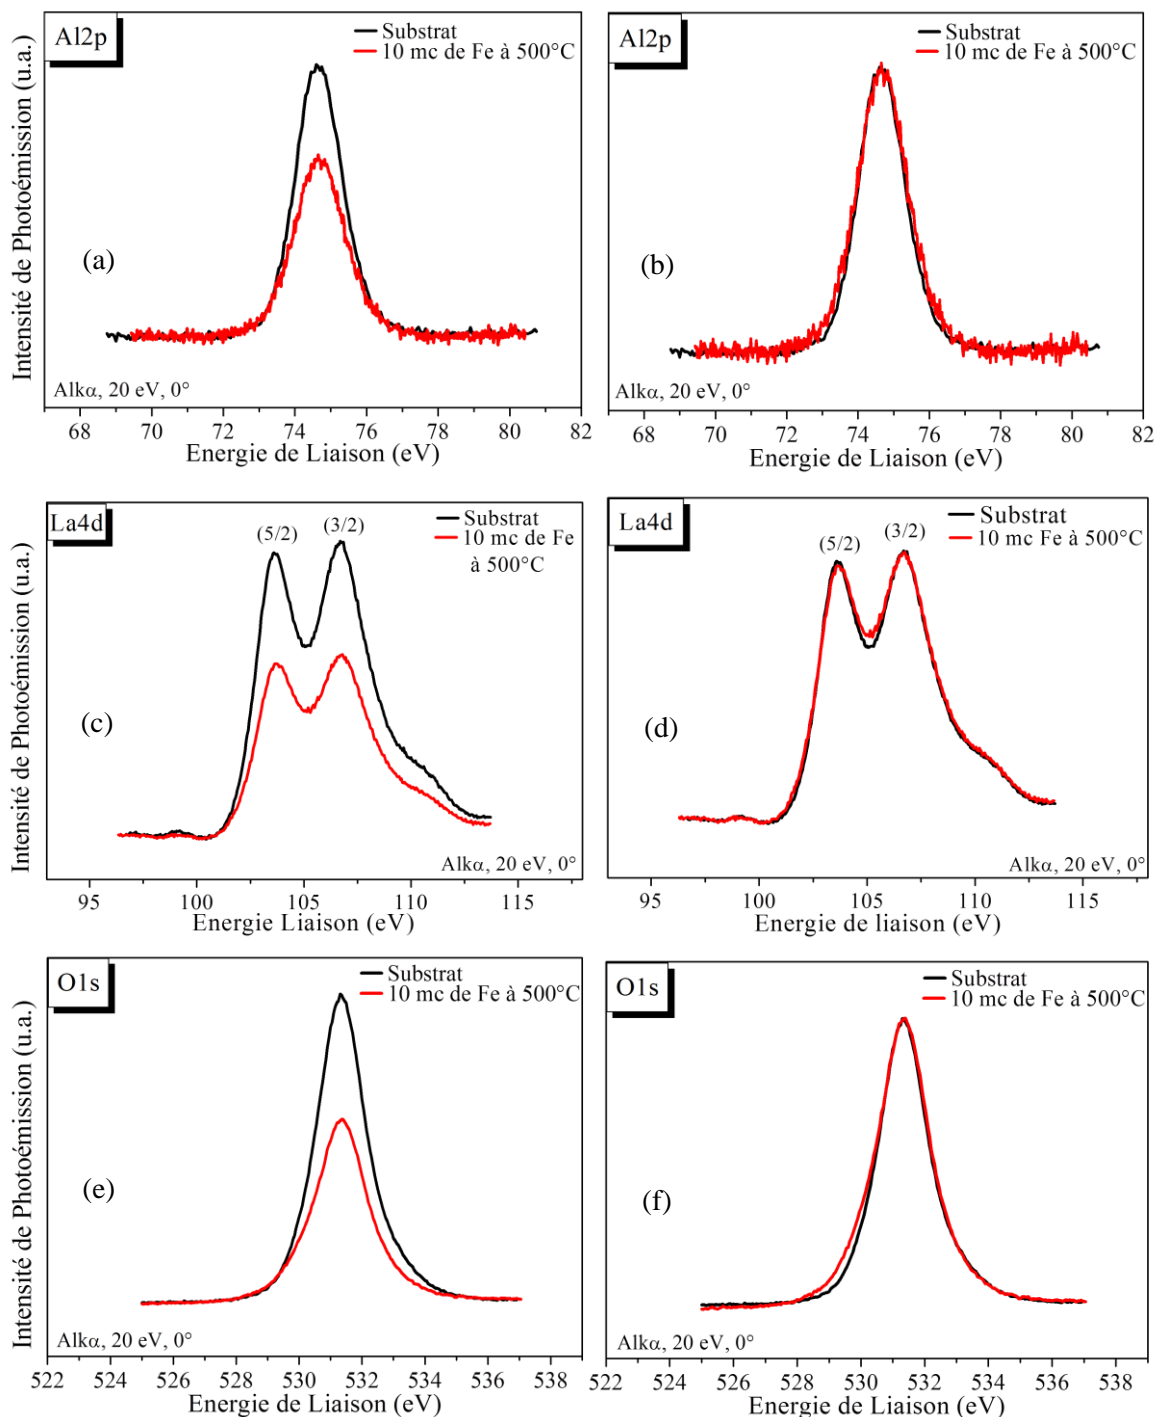 Al2p
Substrat
10 mc de Fe à 500°C
(a)
Alkα, 20 eV, 0°
68 70 72 74 76 78 80 82
Energie de Liaison (eV)
Intensité de Photoémission (u.a.)
Al2p
Substrat
10 mc de Fe à 500°C
(b)
Alkα, 20 eV, 0°
68 70 72 74 76 78 80 82
Energie de Liaison (eV)
La4d
(5/2)
(3/2)
Substrat
10 mc de Fe
à 500°C
(c)
Alkα, 20 eV, 0°
95 100 105 110 115
Energie Liaison (eV)
Intensité de Photoémission (u.a.)
La4d
(5/2)
(3/2)
Substrat
10 mc Fe à 500°C
(d)
Alkα, 20 eV, 0°
95 100 105 110 115
Energie de liaison (eV)
O1s
Substrat
10 mc de Fe à 500°C
(e)
Alkα, 20 eV, 0°
522 524 526 528 530 532 534 536 538
Energie de Liaison (eV)
Intensité de Photoémission (u.a.)
O1s
Substrat
10 mc de Fe à 500°C
(f)
Alkα, 20 eV, 0°
522 524 526 528 530 532 534 536 538
Energie de Liaison (eV)